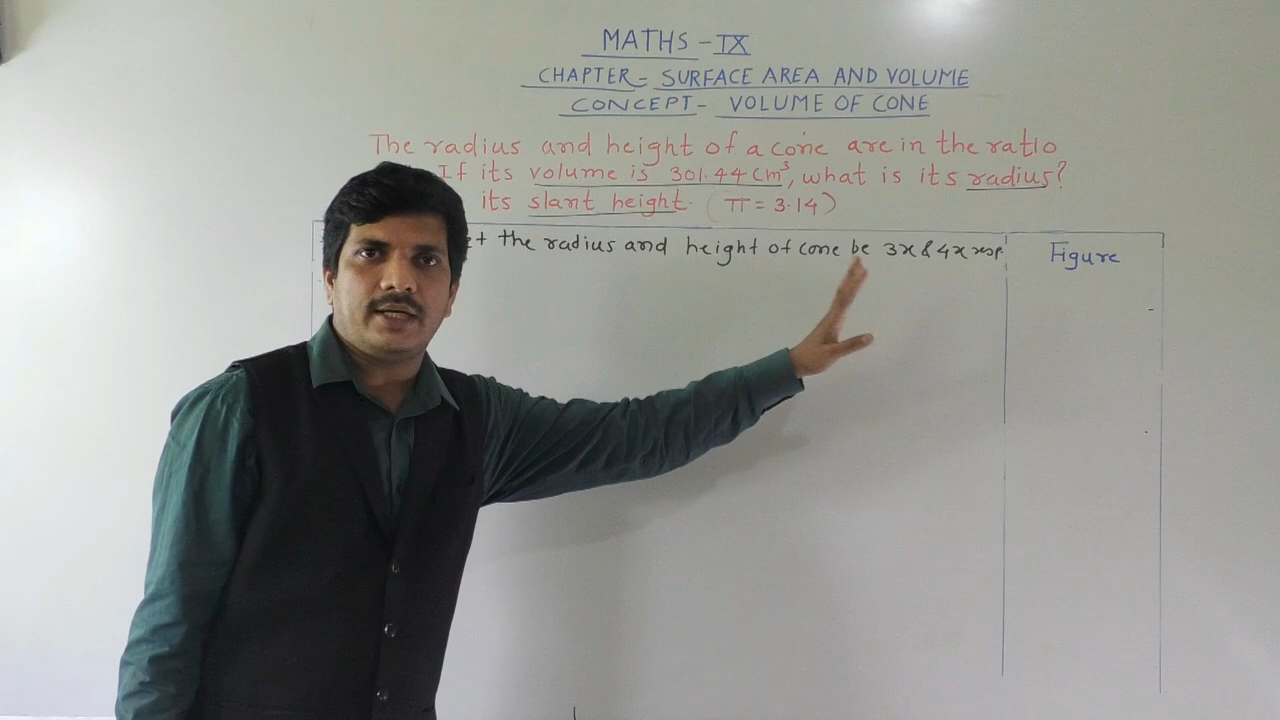 MATHS - IX
CHAPTER - SURFACE AREA AND VOLUME
CONCEPT - VOLUME OF CONE
The radius and height of a cone are in the ratio
If its volume is 301.44 cm³, what is its radius?
its slant height. (π = 3.14)
the radius and height of cone be 3x & 4x resp.
Figure